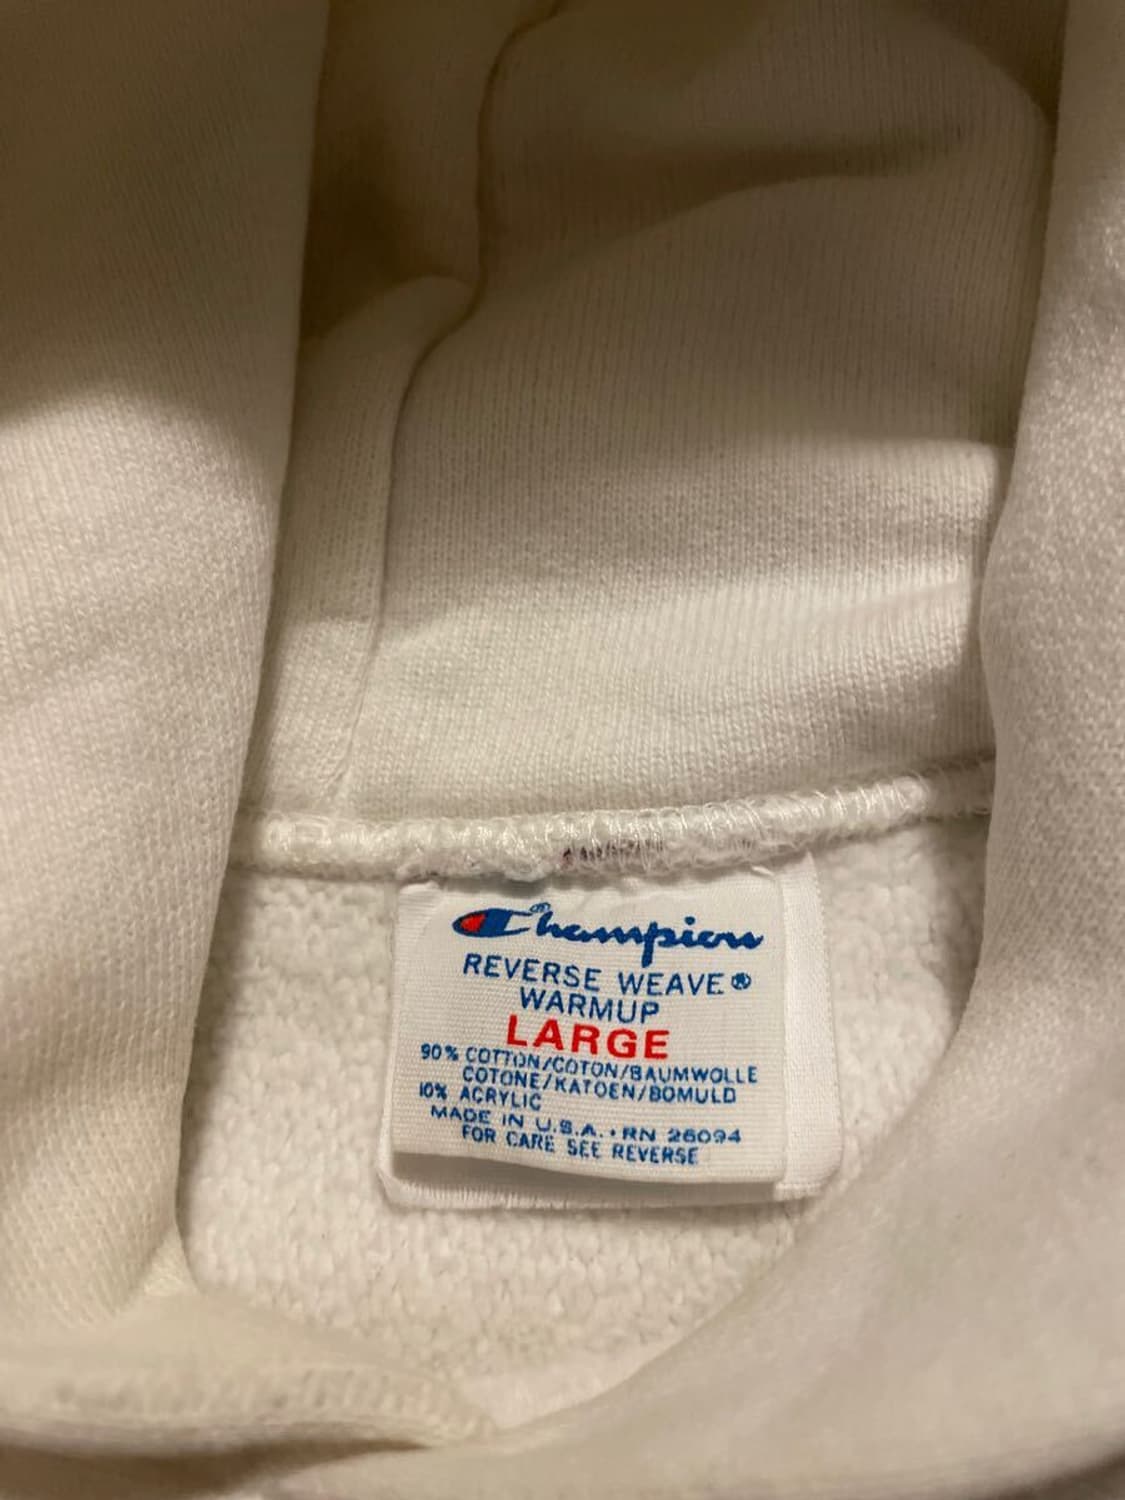 Champion®
REVERSE WEAVE®
WARMUP
LARGE
90% COTTON/COTON/BAUMWOLLE
COTONE/KATOEN/BOMULD
10% ACRYLIC
MADE IN U.S.A. • RN 26094
FOR CARE SEE REVERSE